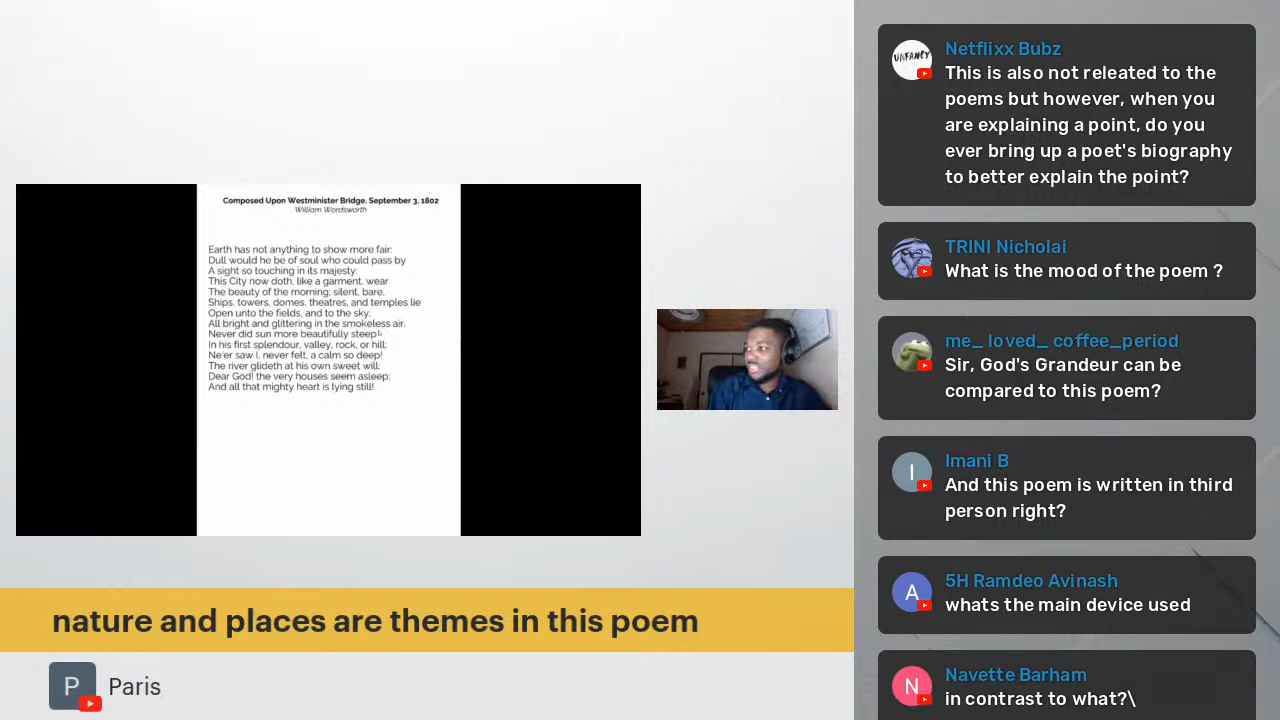 Composed Upon Westminister Bridge, September 3, 1802
William Wordsworth
Earth has not anything to show more fair:
Dull would he be of soul who could pass by
A sight so touching in its majesty:
This City now doth, like a garment, wear
The beauty of the morning; silent, bare,
Ships, towers, domes, theatres, and temples lie
Open unto the fields, and to the sky;
All bright and glittering in the smokeless air.
Never did sun more beautifully steep
In his first splendour, valley, rock, or hill;
Ne'er saw I, never felt, a calm so deep!
The river glideth at his own sweet will:
Dear God! the very houses seem asleep;
And all that mighty heart is lying still!
nature and places are themes in this poem
P
Paris
UNFANCY
Netflixx Bubz
This is also not releated to the
poems but however, when you
are explaining a point, do you
ever bring up a poet's biography
to better explain the point?
TRINI Nicholai
What is the mood of the poem ?
me_ loved_ coffee_period
Sir, God's Grandeur can be
compared to this poem?
I
Imani B
And this poem is written in third
person right?
A
5H Ramdeo Avinash
whats the main device used
N
Navette Barham
in contrast to what?\